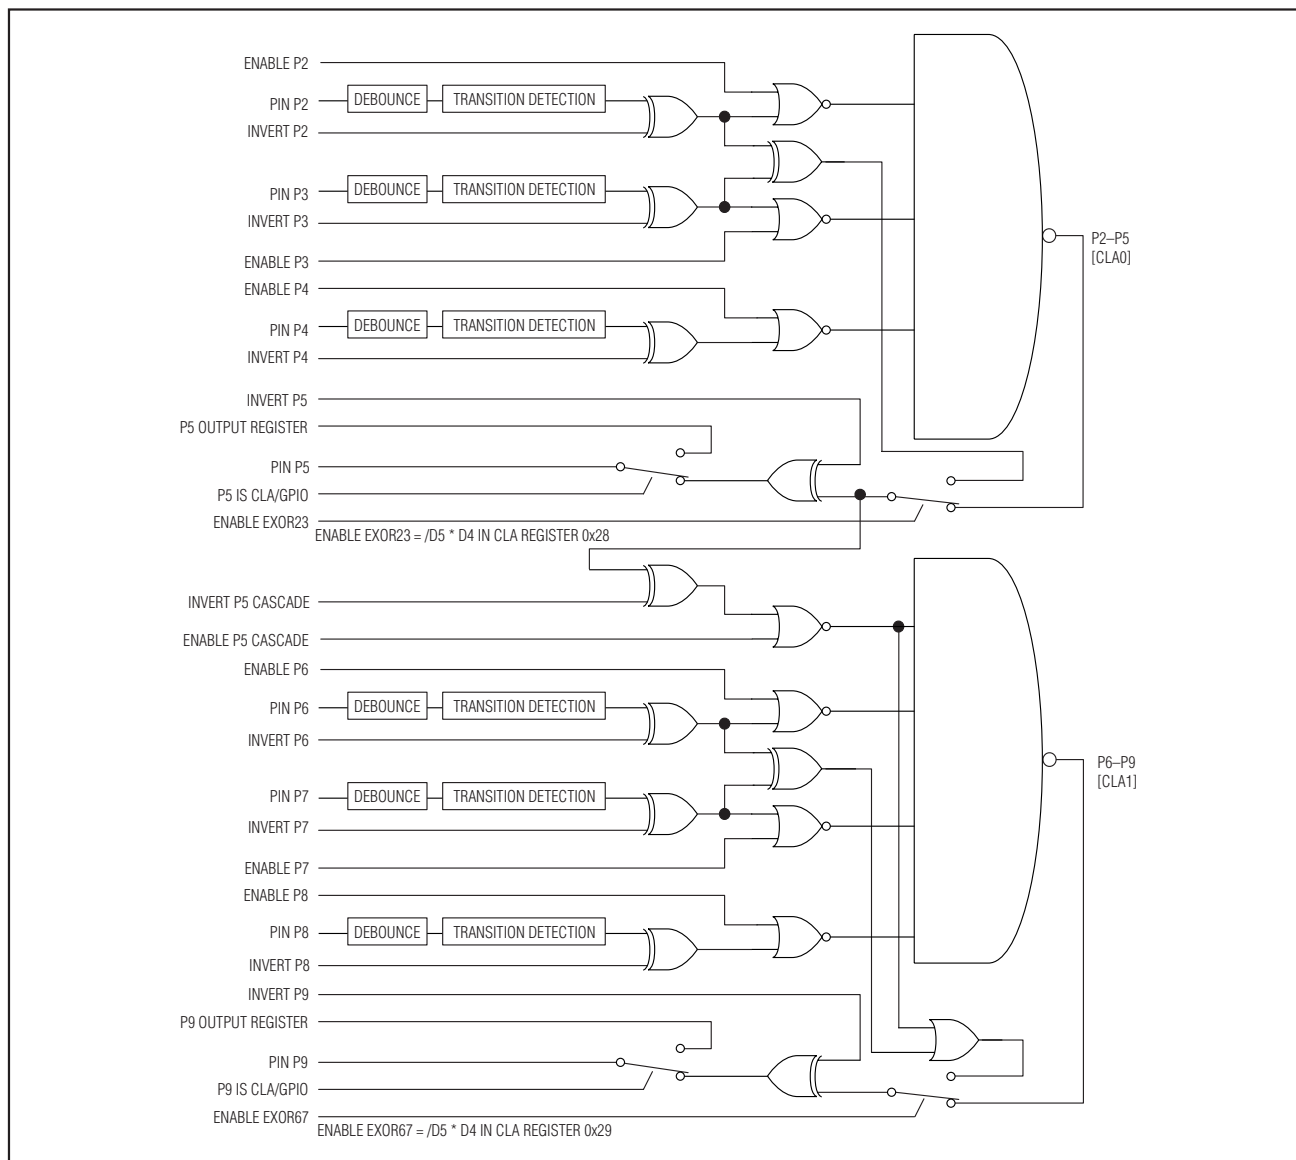 ENABLE P2
PIN P2
DEBOUNCE
TRANSITION DETECTION
INVERT P2
PIN P3
DEBOUNCE
TRANSITION DETECTION
INVERT P3
P2–P5
[CLA0]
ENABLE P3
ENABLE P4
PIN P4
DEBOUNCE
TRANSITION DETECTION
INVERT P4
INVERT P5
P5 OUTPUT REGISTER
PIN P5
P5 IS CLA/GPIO
ENABLE EXOR23
ENABLE EXOR23 = /D5 * D4 IN CLA REGISTER 0x28
INVERT P5 CASCADE
ENABLE P5 CASCADE
ENABLE P6
PIN P6
DEBOUNCE
TRANSITION DETECTION
INVERT P6
P6–P9
[CLA1]
PIN P7
DEBOUNCE
TRANSITION DETECTION
INVERT P7
ENABLE P7
ENABLE P8
PIN P8
DEBOUNCE
TRANSITION DETECTION
INVERT P8
INVERT P9
P9 OUTPUT REGISTER
PIN P9
P9 IS CLA/GPIO
ENABLE EXOR67
ENABLE EXOR67 = /D5 * D4 IN CLA REGISTER 0x29